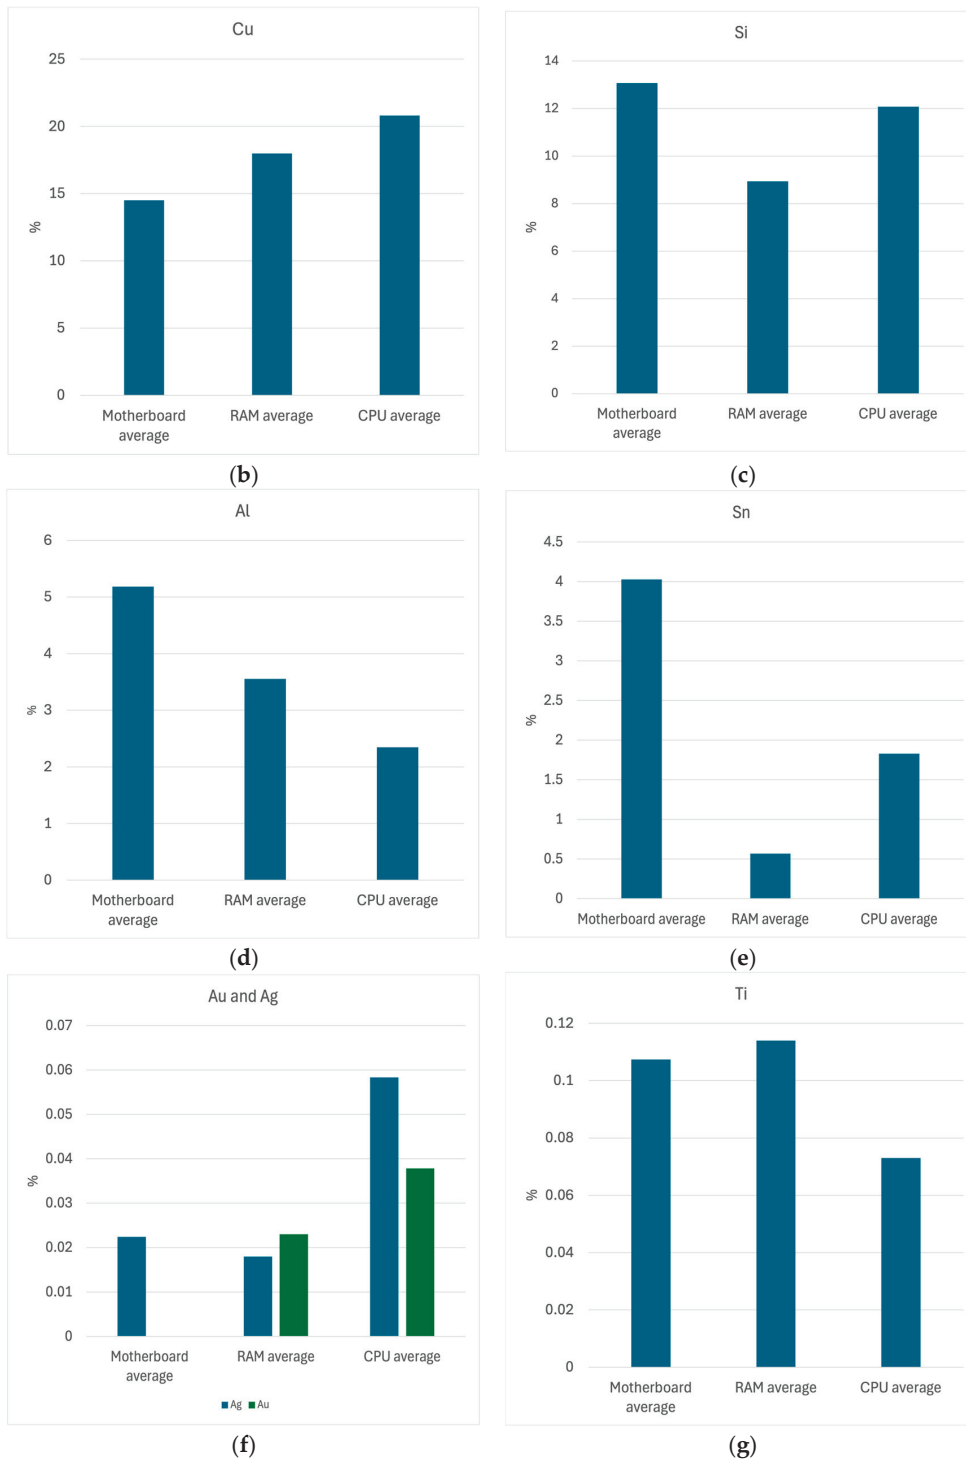 Cu
25
20
15
%
10
5
0
Motherboard
average
RAM average
CPU average
(b)
Si
14
12
10
8
%
6
4
2
0
Motherboard
average
RAM average
CPU average
(c)
Al
6
5
4
3
%
2
1
0
Motherboard
average
RAM average
CPU average
(d)
Sn
4.5
4
3.5
3
2.5
%
2
1.5
1
0.5
0
Motherboard average
RAM average
CPU average
(e)
Au and Ag
0.07
0.06
0.05
0.04
%
0.03
0.02
0.01
0
Motherboard
average
RAM average
CPU average
Ag Au
(f)
Ti
0.12
0.1
0.08
%
0.06
0.04
0.02
0
Motherboard
average
RAM average
CPU average
(g)